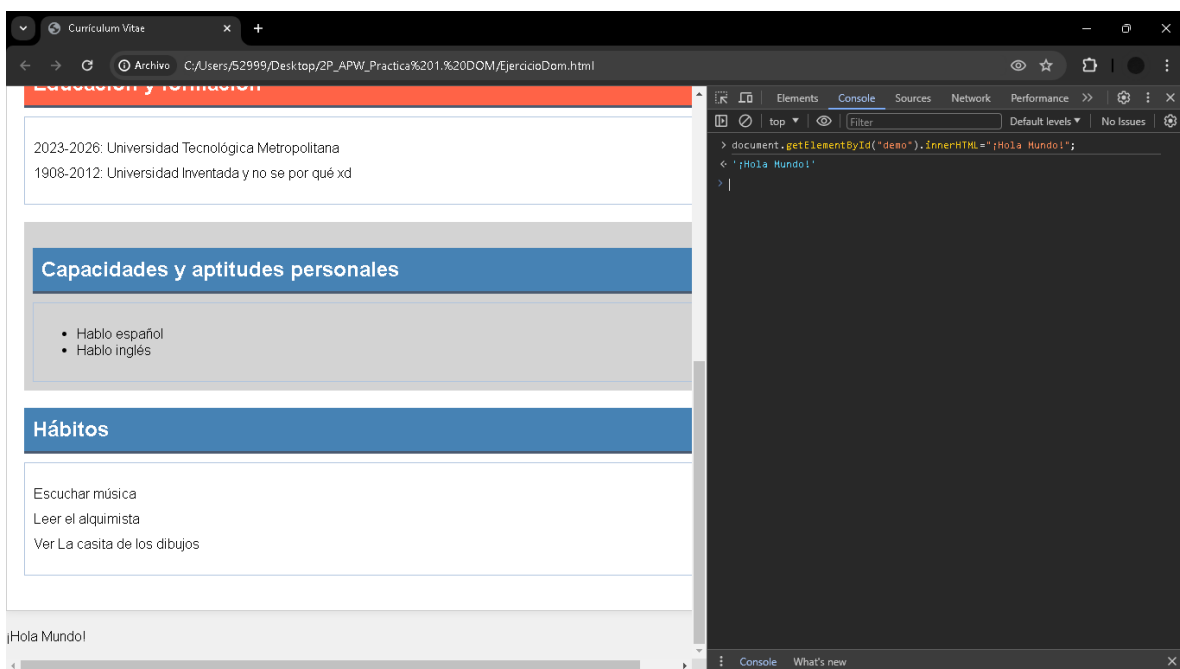 Currículum Vitae
Archivo C:/Users/52999/Desktop/2P_APW_Practica%201.%20DOM/EjercicioDom.html
Educación y formación
2023-2026: Universidad Tecnológica Metropolitana
1908-2012: Universidad Inventada y no se por qué xd
Capacidades y aptitudes personales
Hablo español
Hablo inglés
Hábitos
Escuchar música
Leer el alquimista
Ver La casita de los dibujos
¡Hola Mundo!
Elements Console Sources Network Performance
top Filter Default levels No Issues
> document.getElementById("demo").innerHTML="¡Hola Mundo!";
'¡Hola Mundo!'
>
Console What's new